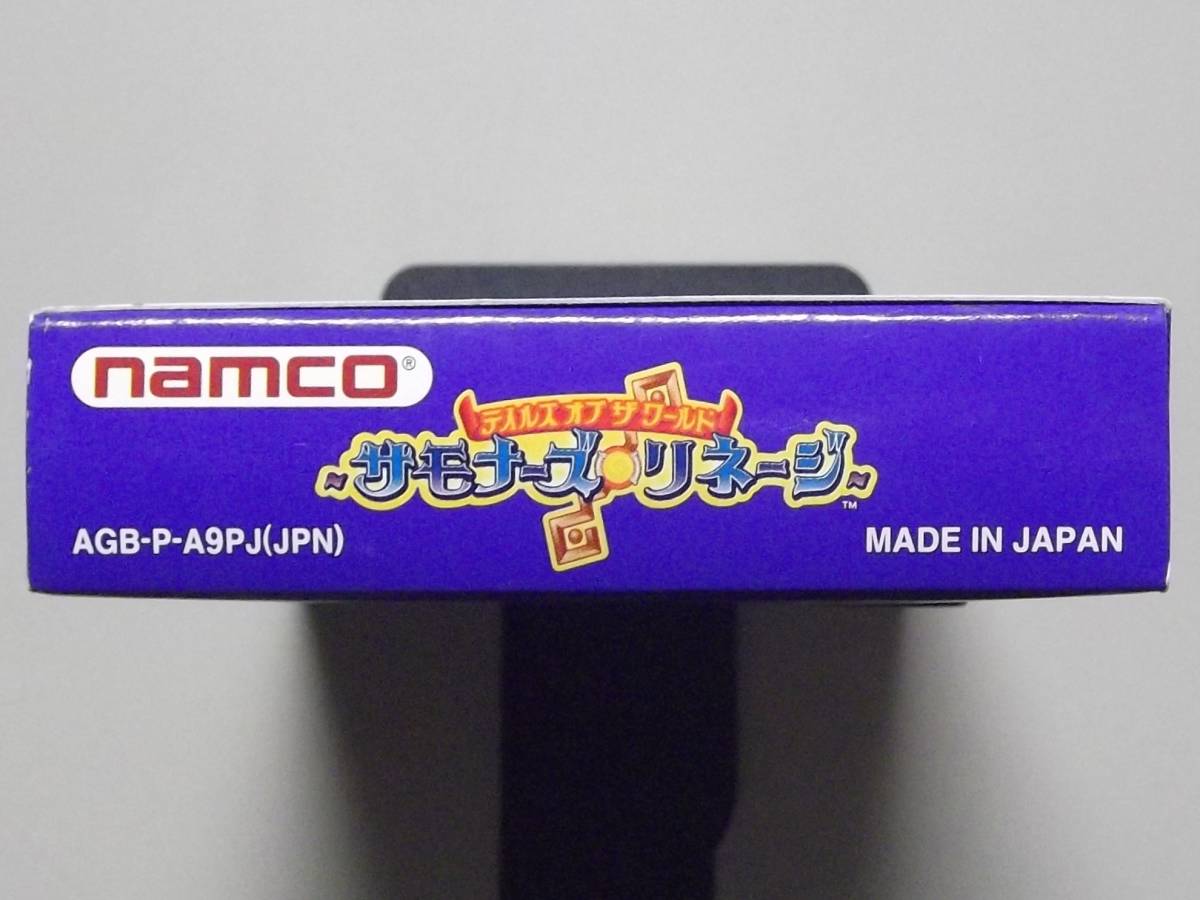 namco®
テイルズ オブ ザ ワールド
~サモナーズ・リネージ~
TM
AGB-P-A9PJ(JPN)
MADE IN JAPAN